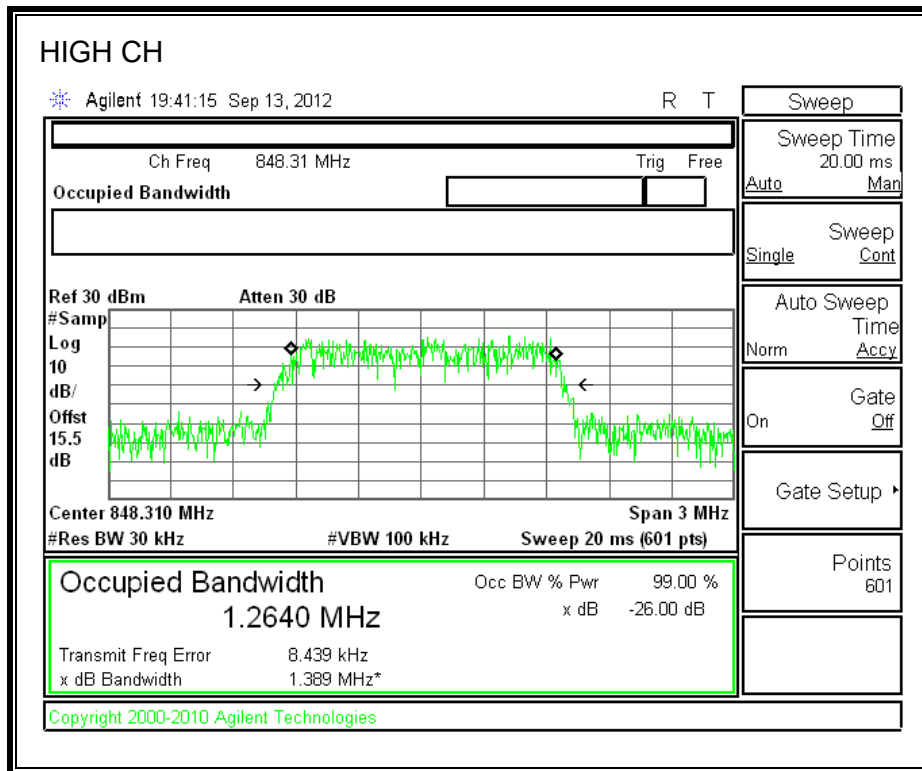 HIGH CH
Agilent 19:41:15 Sep 13, 2012 R T
Ch Freq 848.31 MHz Trig Free
Occupied Bandwidth
Ref 30 dBm Atten 30 dB
#Samp
Log
10
dB/
Offst
15.5
dB
Center 848.310 MHz Span 3 MHz
#Res BW 30 kHz #VBW 100 kHz Sweep 20 ms (601 pts)
Occupied Bandwidth Occ BW % Pwr 99.00 %
1.2640 MHz x dB -26.00 dB
Transmit Freq Error 8.439 kHz
x dB Bandwidth 1.389 MHz*
Copyright 2000-2010 Agilent Technologies
Sweep
Sweep Time
20.00 ms
Auto Man
Sweep
Single Cont
Auto Sweep
Time
Norm Accy
Gate
On Off
Gate Setup
Points
601